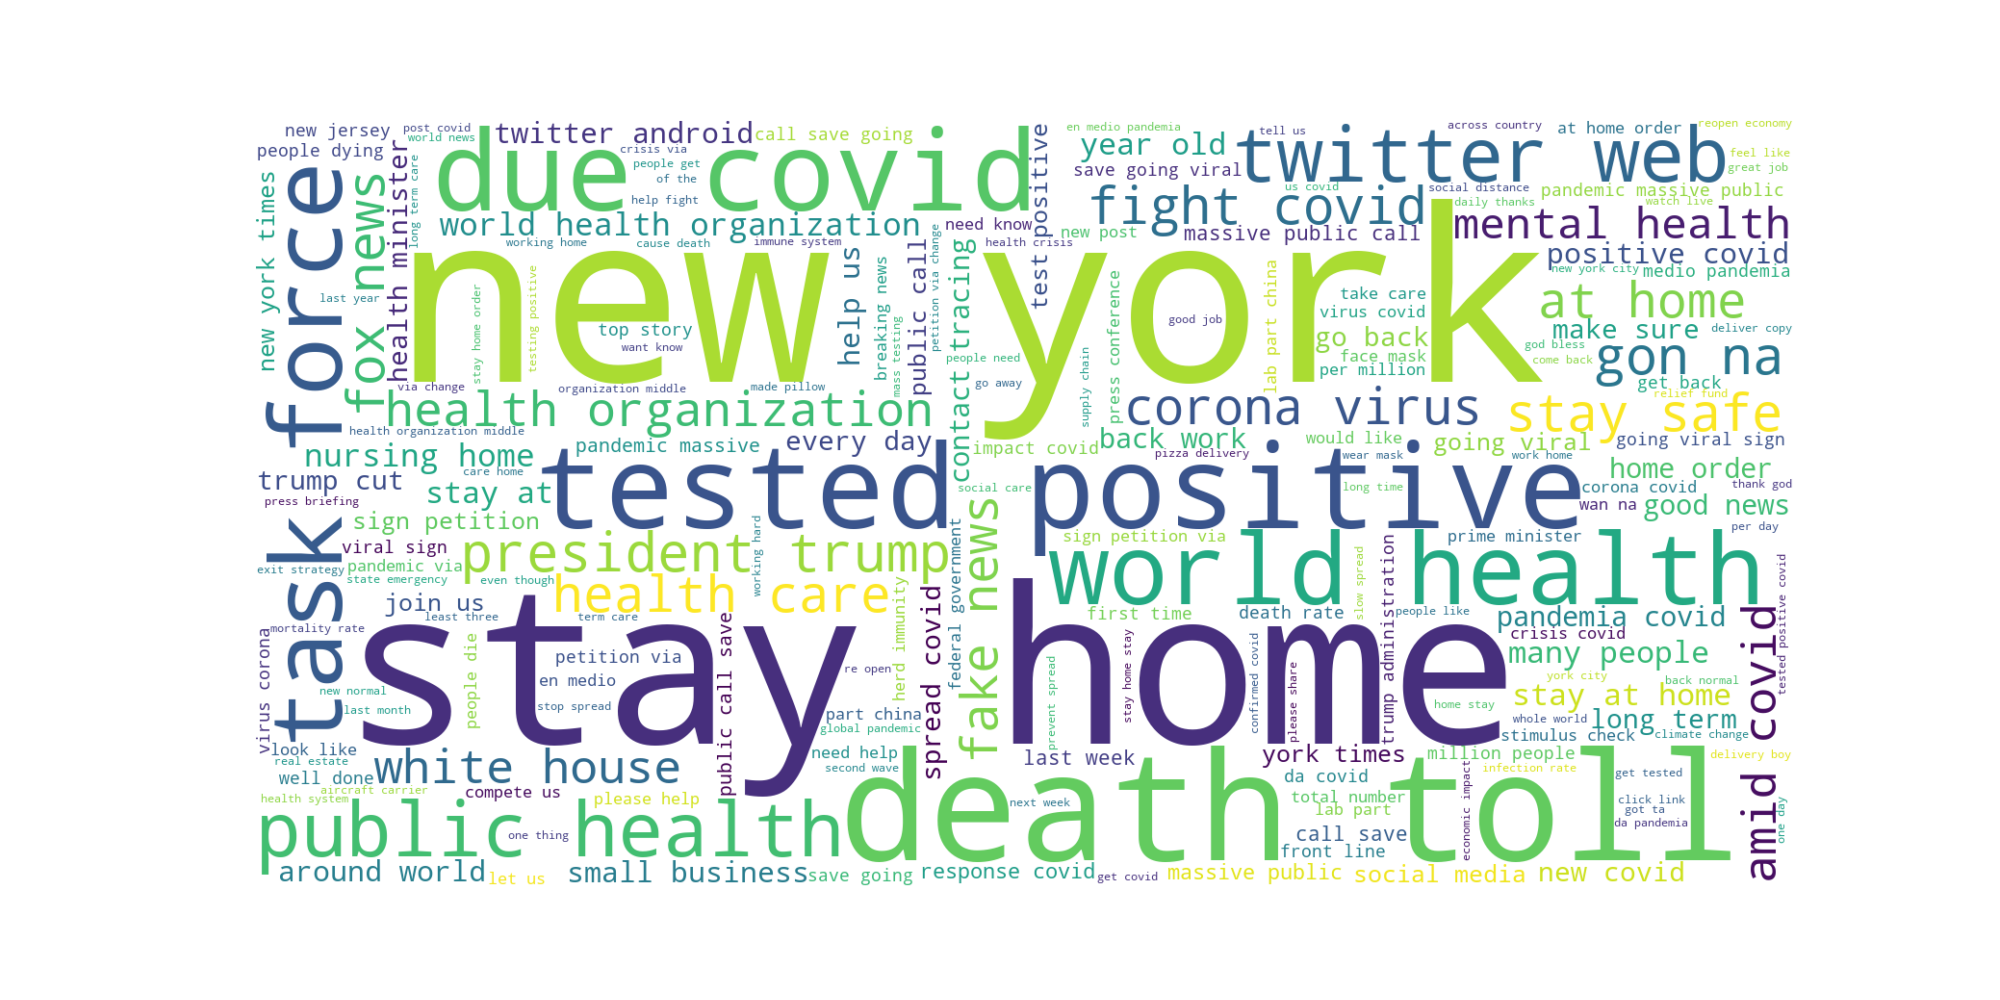 new jersey
post covid
twitter android
call save going
en medio pandemia
tell us
across country
at home order
reopen economy
people dying
world news
due covid
crisis via
people get
of the
help fight
year old
save going viral
twitter web
feel like
great job
us covid
social distance
pandemic massive public
daily thanks
watch live
force
task
fox news
new york times
health minister
long term care
world health organization
need know
test positive
fight covid
new post
massive public call
mental health
working home
cause death
immune system
health crisis
positive covid
new york city
medio pandemia
new york
last year
stay home order
testing positive
top story
want know
help us
breaking news
mass testing
public call
petition via change
contact tracing
people need
go away
supply chain
press conference
good job
lab part china
take care
virus covid
go back
face mask
per million
at home
make sure
deliver copy
god bless
come back
gon na
get back
relief fund
via change
organization middle
made pillow
health organization
corona virus
stay safe
health organization middle
pandemic massive
every day
impact covid
back work
would like
going viral
going viral sign
nursing home
care home
pizza delivery
wear mask
work home
home order
trump cut
stay at
tested positive
social care
long time
corona covid
thank god
press briefing
wan na
good news
sign petition
per day
viral sign
president trump
sign petition via
prime minister
pandemic via
exit strategy
state emergency
even though
working hard
federal government
fake news
world health
slow spread
trump administration
tested positive covid
join us
least three
health care
term care
herd immunity
spread covid
first time
death rate
people like
pandemia covid
crisis covid
mortality rate
virus corona
people die
petition via
en medio
stop spread
public call save
re open
stay home
prevent spread
stay home stay
confirmed covid
please share
many people
york city
back normal
new normal
last month
stay at home
home stay
part china
global pandemic
whole world
long term
stimulus check
climate change
amid covid
look like
real estate
white house
need help
second wave
last week
york times
million people
delivery boy
well done
aircraft carrier
compete us
please help
da covid
infection rate
get tested
health system
total number
lab part
economic impact
click link
got ta
da pandemia
one day
public health
one thing
next week
death toll
call save
front line
around world
let us
small business
save going
response covid
get covid
massive public
social media
new covid